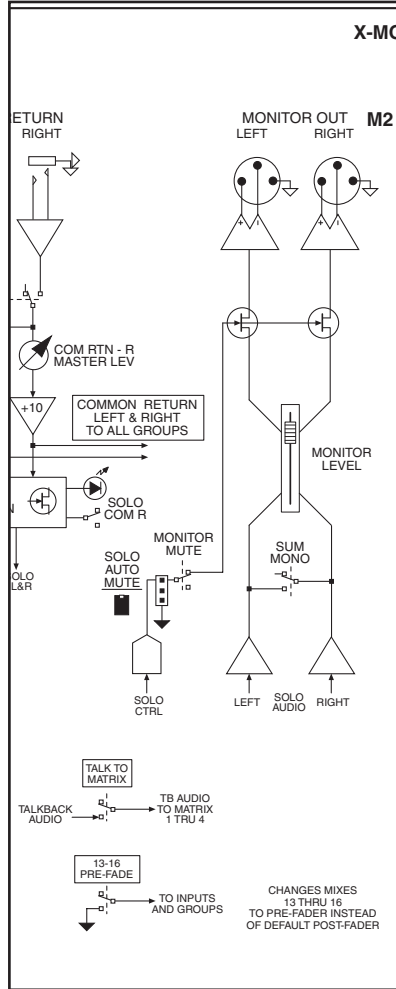 X-MO
ETURN
RIGHT
MONITOR OUT M2
LEFT RIGHT
+ − + −
COM RTN - R
MASTER LEV
+10
COMMON RETURN
LEFT & RIGHT
TO ALL GROUPS
MONITOR
LEVEL
N
SOLO
COM R
MONITOR
MUTE
SOLO
AUTO
MUTE
SUM
MONO
OLO
L&R
SOLO
CTRL
LEFT SOLO AUDIO RIGHT
TALK TO
MATRIX
TALKBACK
AUDIO
TB AUDIO
TO MATRIX
1 TRU 4
13-16
PRE-FADE
TO INPUTS
AND GROUPS
CHANGES MIXES
13 THRU 16
TO PRE-FADER INSTEAD
OF DEFAULT POST-FADER